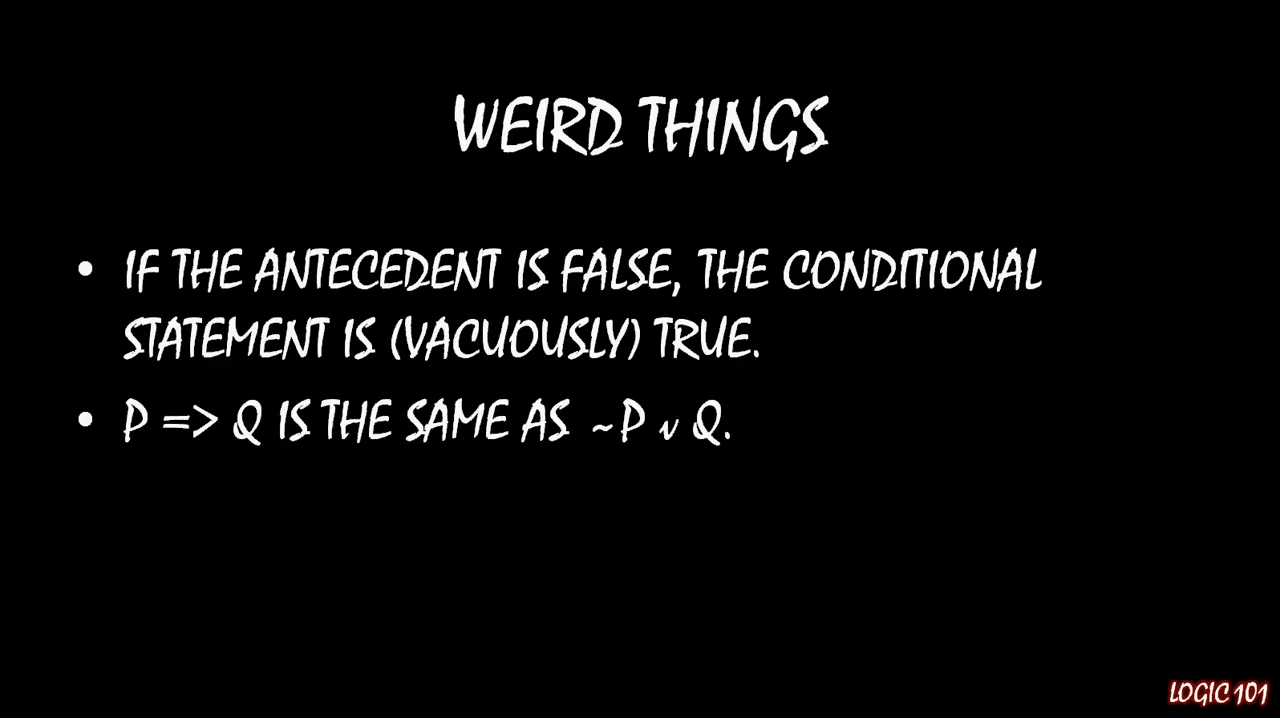 WEIRD THINGS
• IF THE ANTECEDENT IS FALSE, THE CONDITIONAL
STATEMENT IS (VACUOUSLY) TRUE.
• P => Q IS THE SAME AS ~P v Q.
LOGIC 101